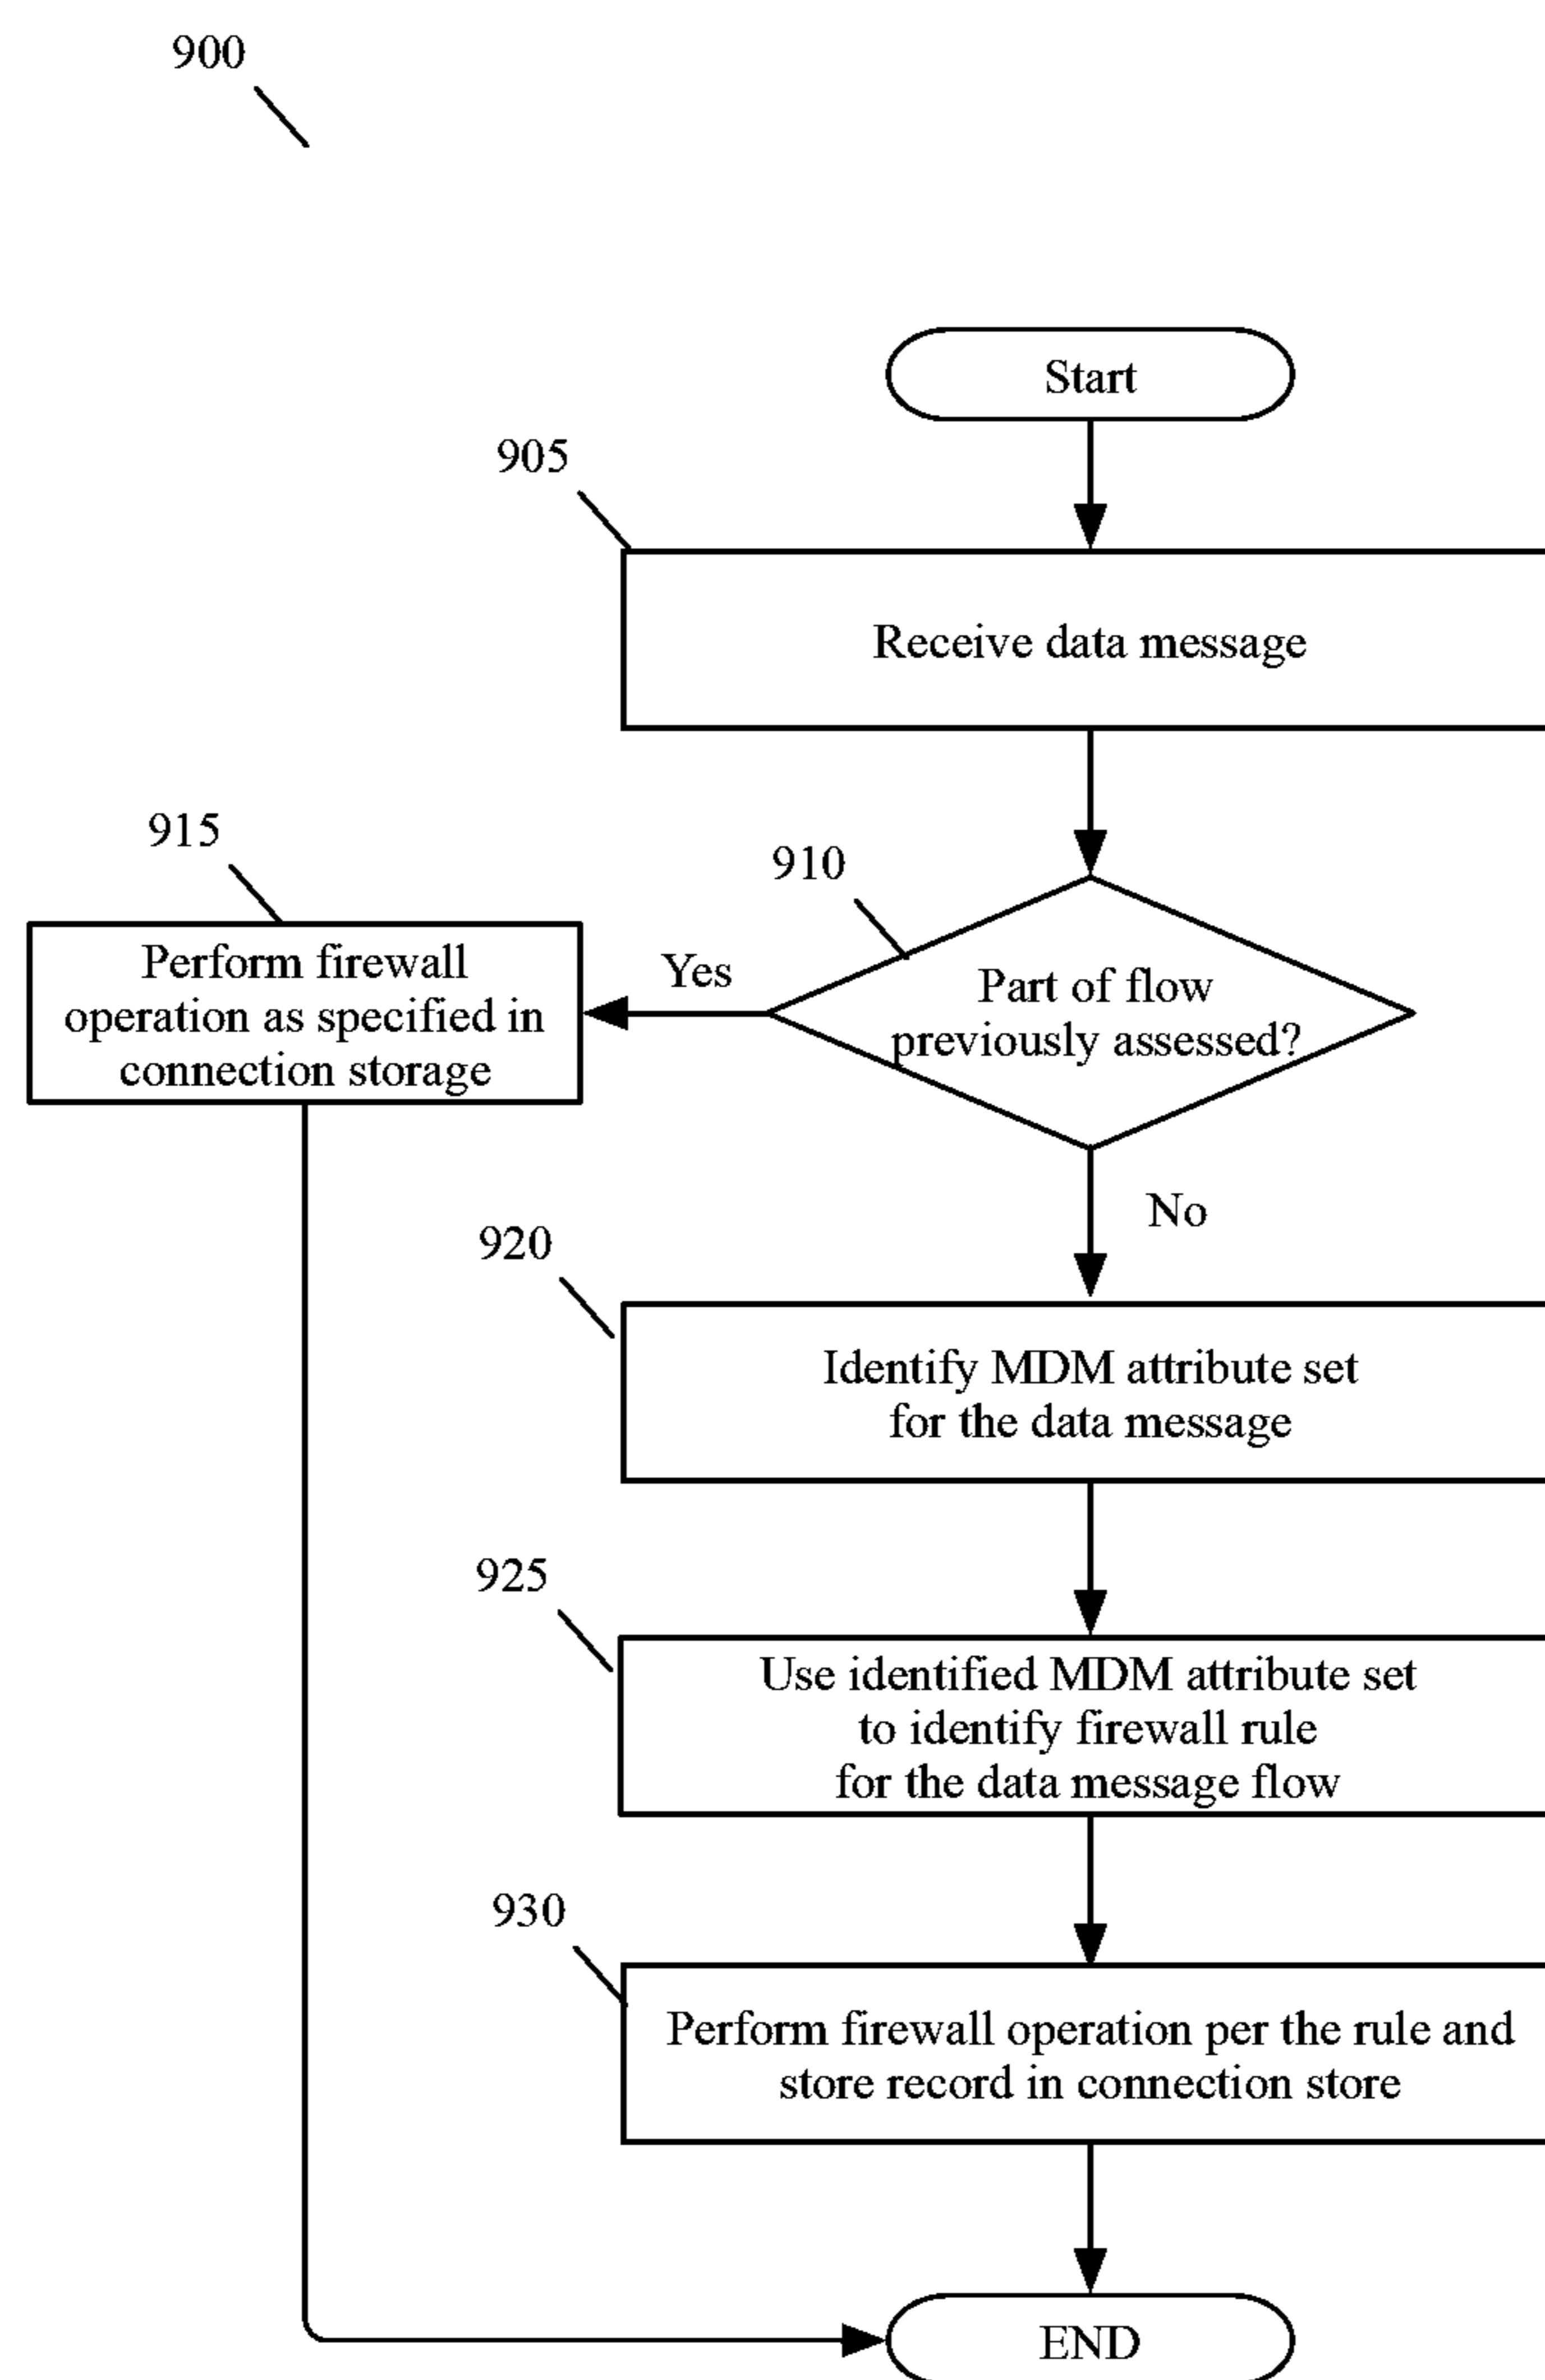 900
Start
905
Receive data message
915
910
Perform firewall
operation as specified in
connection storage
Yes
Part of flow
previously assessed?
No
920
Identify MDM attribute set
for the data message
925
Use identified MDM attribute set
to identify firewall rule
for the data message flow
930
Perform firewall operation per the rule and
store record in connection store
END